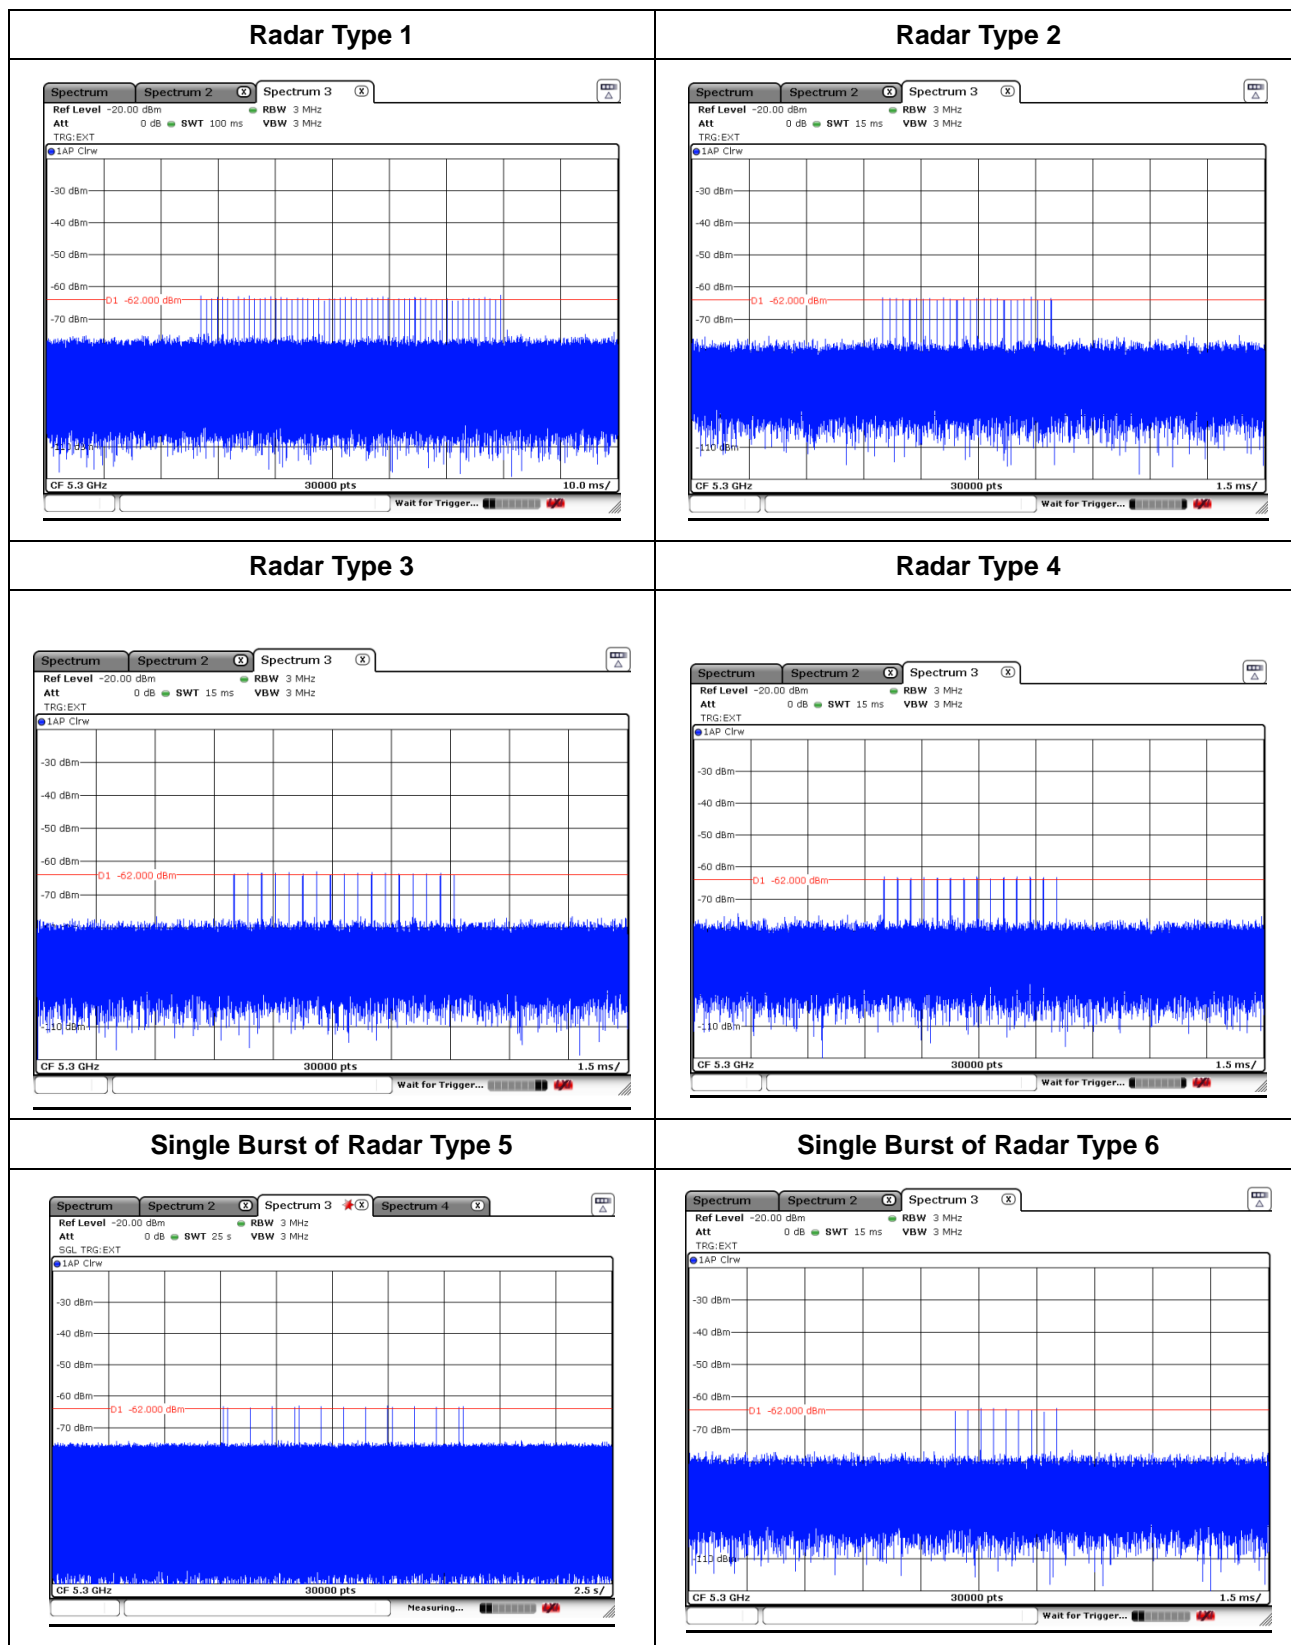 Radar Type 1
Radar Type 2
Spectrum Spectrum 2 X Spectrum 3 X
Ref Level -20.00 dBm RBW 3 MHz
Att 0 dB SWT 100 ms VBW 3 MHz
TRG:EXT
1AP Clrw
-30 dBm
-40 dBm
-50 dBm
-60 dBm
D1 -62.000 dBm
-70 dBm
-110 dBm
CF 5.3 GHz 30000 pts 10.0 ms/
Wait for Trigger...
Spectrum Spectrum 2 X Spectrum 3 X
Ref Level -20.00 dBm RBW 3 MHz
Att 0 dB SWT 15 ms VBW 3 MHz
TRG:EXT
1AP Clrw
-30 dBm
-40 dBm
-50 dBm
-60 dBm
D1 -62.000 dBm
-70 dBm
-110 dBm
CF 5.3 GHz 30000 pts 1.5 ms/
Wait for Trigger...
Radar Type 3
Radar Type 4
Spectrum Spectrum 2 X Spectrum 3 X
Ref Level -20.00 dBm RBW 3 MHz
Att 0 dB SWT 15 ms VBW 3 MHz
TRG:EXT
1AP Clrw
-30 dBm
-40 dBm
-50 dBm
-60 dBm
D1 -62.000 dBm
-70 dBm
-110 dBm
CF 5.3 GHz 30000 pts 1.5 ms/
Wait for Trigger...
Spectrum Spectrum 2 X Spectrum 3 X
Ref Level -20.00 dBm RBW 3 MHz
Att 0 dB SWT 15 ms VBW 3 MHz
TRG:EXT
1AP Clrw
-30 dBm
-40 dBm
-50 dBm
-60 dBm
D1 -62.000 dBm
-70 dBm
-110 dBm
CF 5.3 GHz 30000 pts 1.5 ms/
Wait for Trigger...
Single Burst of Radar Type 5
Single Burst of Radar Type 6
Spectrum Spectrum 2 X Spectrum 3 X Spectrum 4 X
Ref Level -20.00 dBm RBW 3 MHz
Att 0 dB SWT 25 s VBW 3 MHz
SGL TRG:EXT
1AP Clrw
-30 dBm
-40 dBm
-50 dBm
-60 dBm
D1 -62.000 dBm
-70 dBm
CF 5.3 GHz 30000 pts 2.5 s/
Measuring...
Spectrum Spectrum 2 X Spectrum 3 X
Ref Level -20.00 dBm RBW 3 MHz
Att 0 dB SWT 15 ms VBW 3 MHz
TRG:EXT
1AP Clrw
-30 dBm
-40 dBm
-50 dBm
-60 dBm
D1 -62.000 dBm
-70 dBm
-110 dBm
CF 5.3 GHz 30000 pts 1.5 ms/
Wait for Trigger...